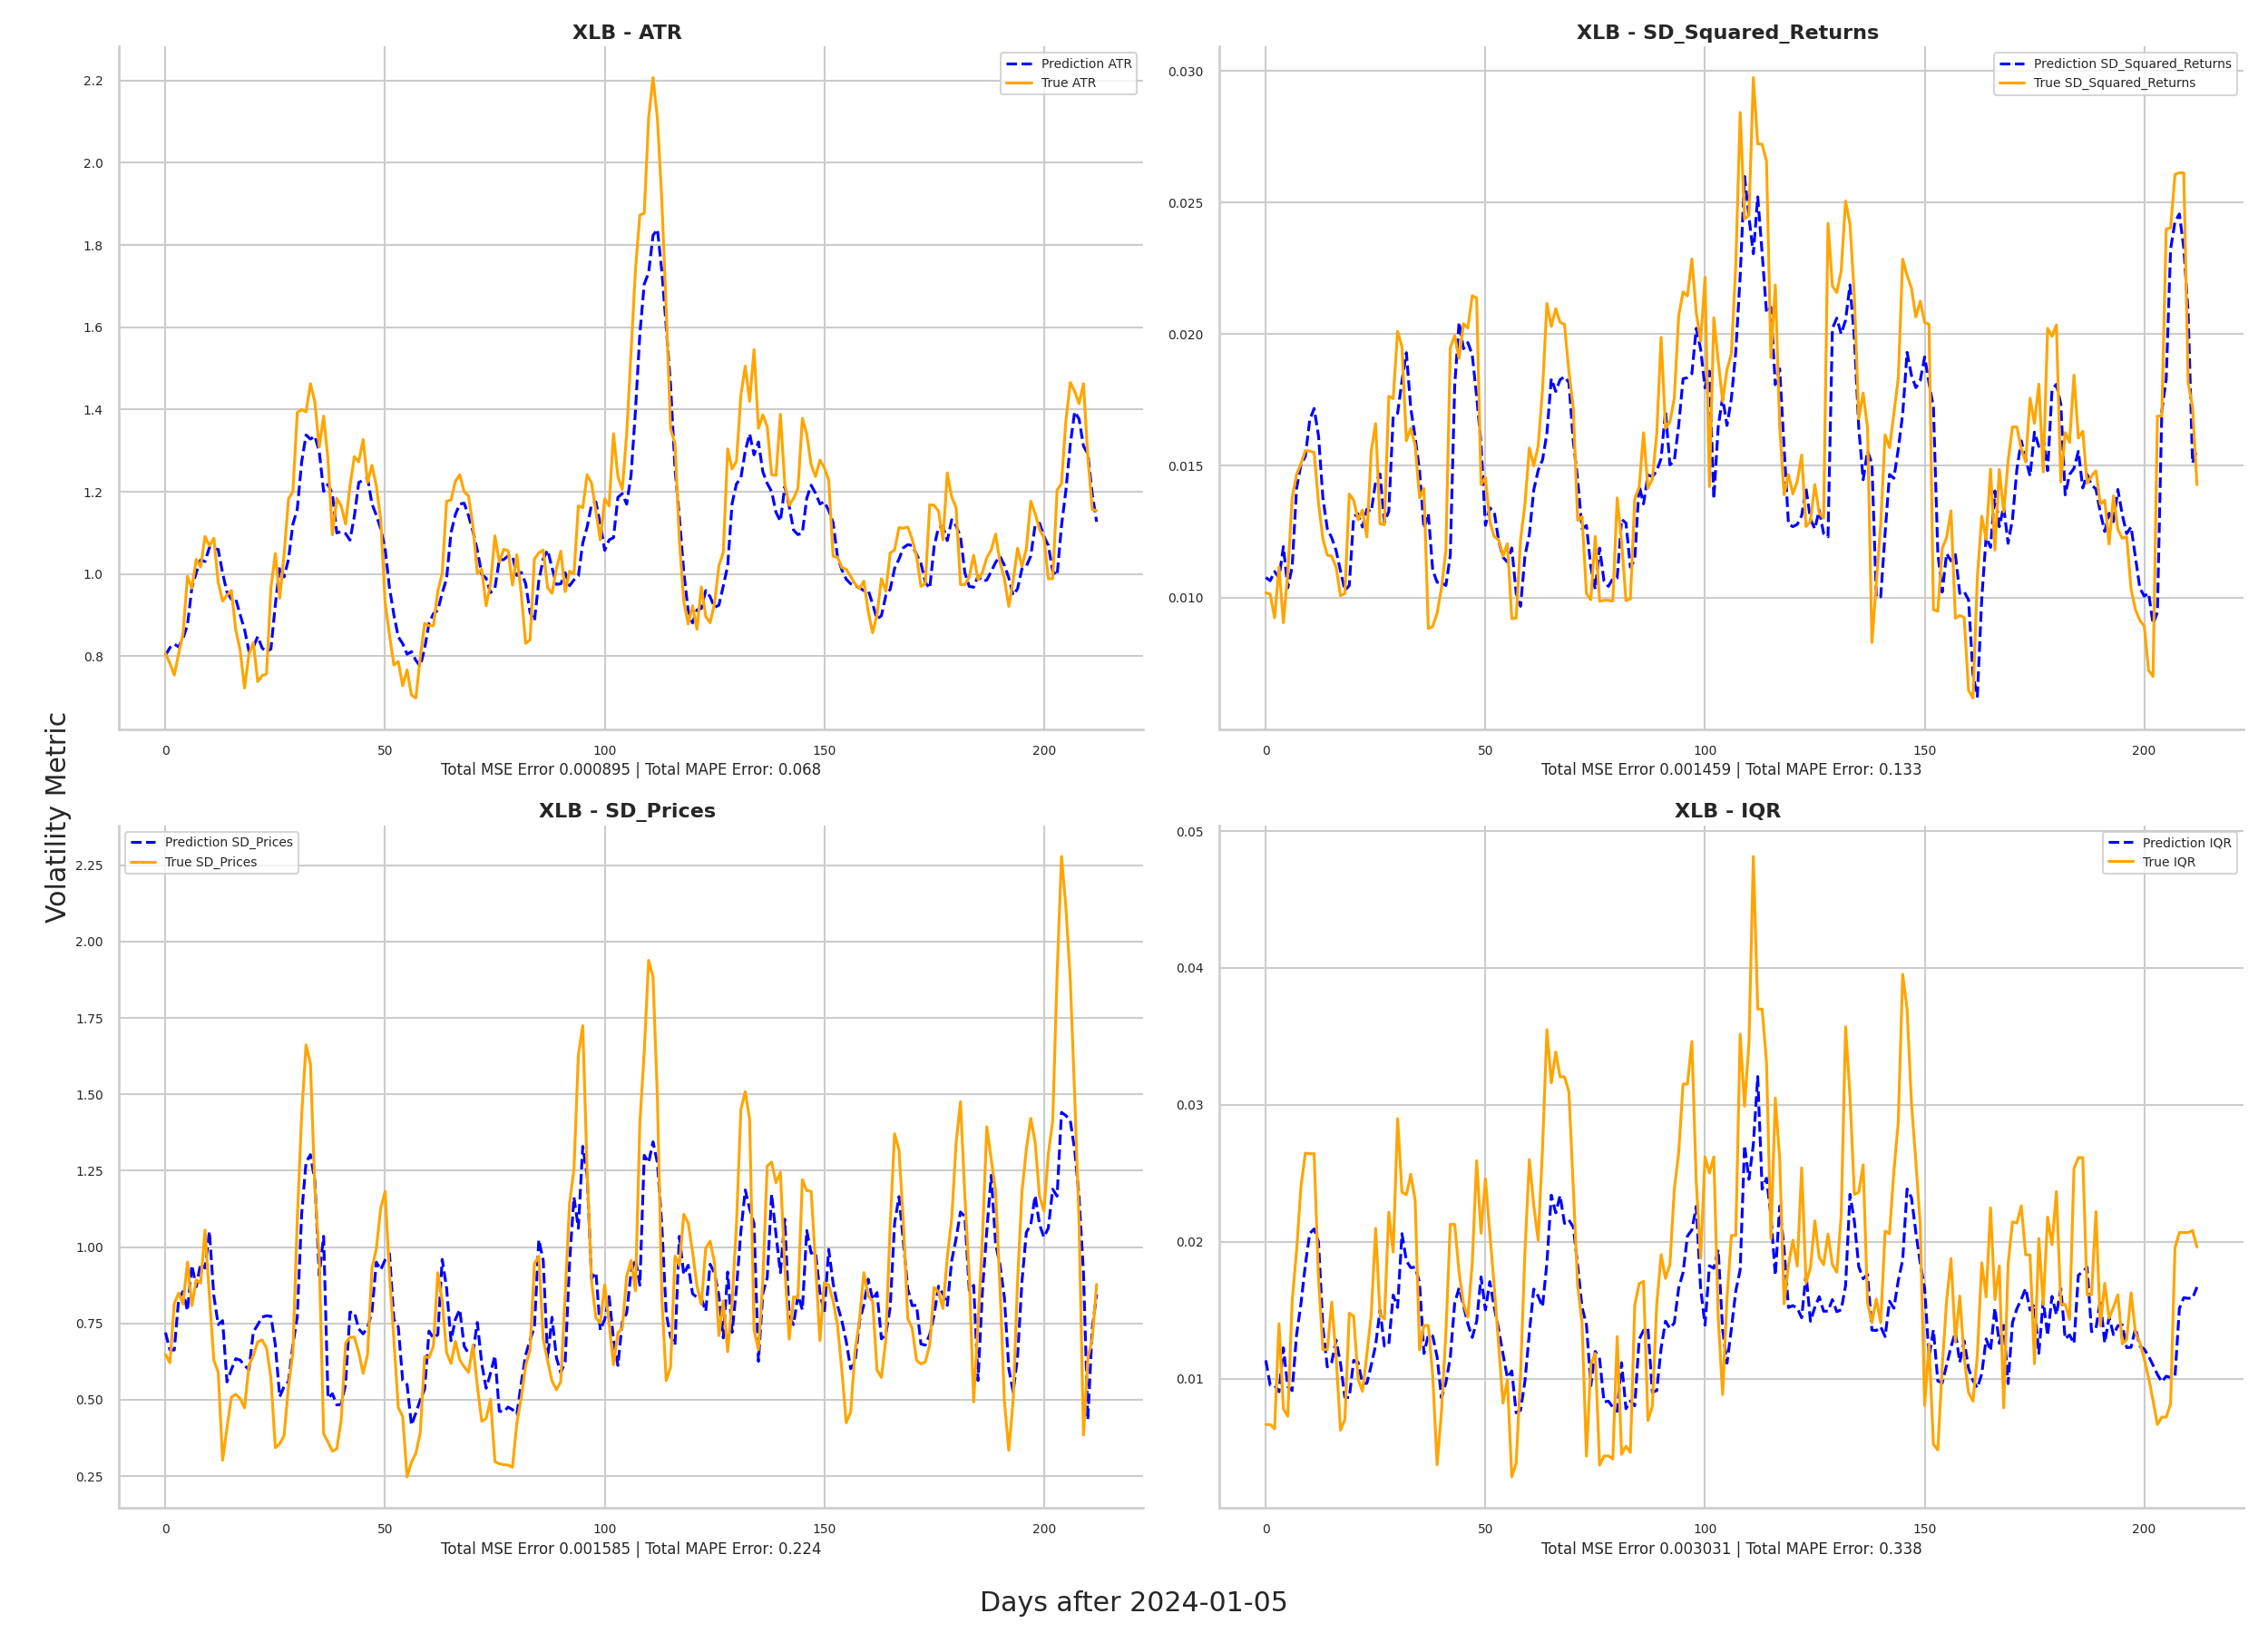 XLB - ATR
Prediction ATR
True ATR
2.2
2.0
1.8
1.6
1.4
1.2
1.0
0.8
0 50 100 150 200
Total MSE Error 0.000895 | Total MAPE Error: 0.068
XLB - SD_Squared_Returns
Prediction SD_Squared_Returns
True SD_Squared_Returns
0.030
0.025
0.020
0.015
0.010
0 50 100 150 200
Total MSE Error 0.001459 | Total MAPE Error: 0.133
Volatility Metric
XLB - SD_Prices
Prediction SD_Prices
True SD_Prices
2.25
2.00
1.75
1.50
1.25
1.00
0.75
0.50
0.25
0 50 100 150 200
Total MSE Error 0.001585 | Total MAPE Error: 0.224
XLB - IQR
Prediction IQR
True IQR
0.05
0.04
0.03
0.02
0.01
0 50 100 150 200
Total MSE Error 0.003031 | Total MAPE Error: 0.338
Days after 2024-01-05